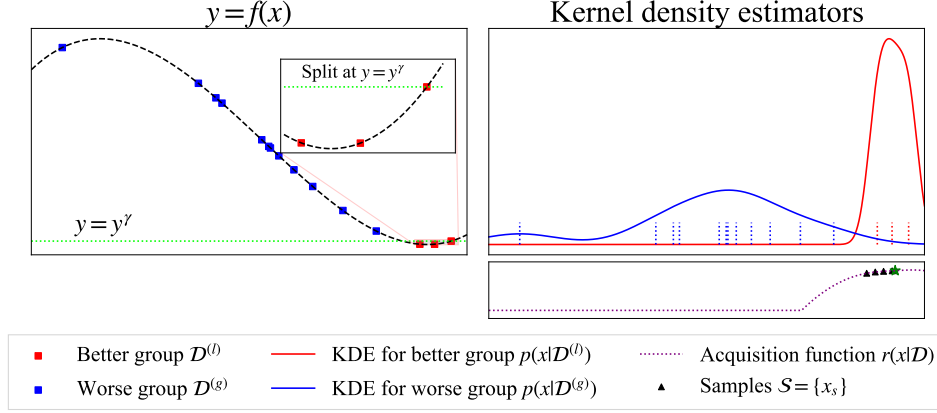 y = f(x)
Kernel density estimators
Split at y = y^γ
y = y^γ
Better group 𝒟^(l)
KDE for better group p(x|𝒟^(l))
Acquisition function r(x|𝒟)
Worse group 𝒟^(g)
KDE for worse group p(x|𝒟^(g))
Samples 𝒮 = {x_s}